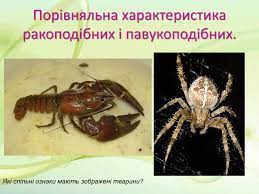 Порівняльна характеристика
ракоподібних і павукоподібних.
Які спільні ознаки мають зображені тварини?